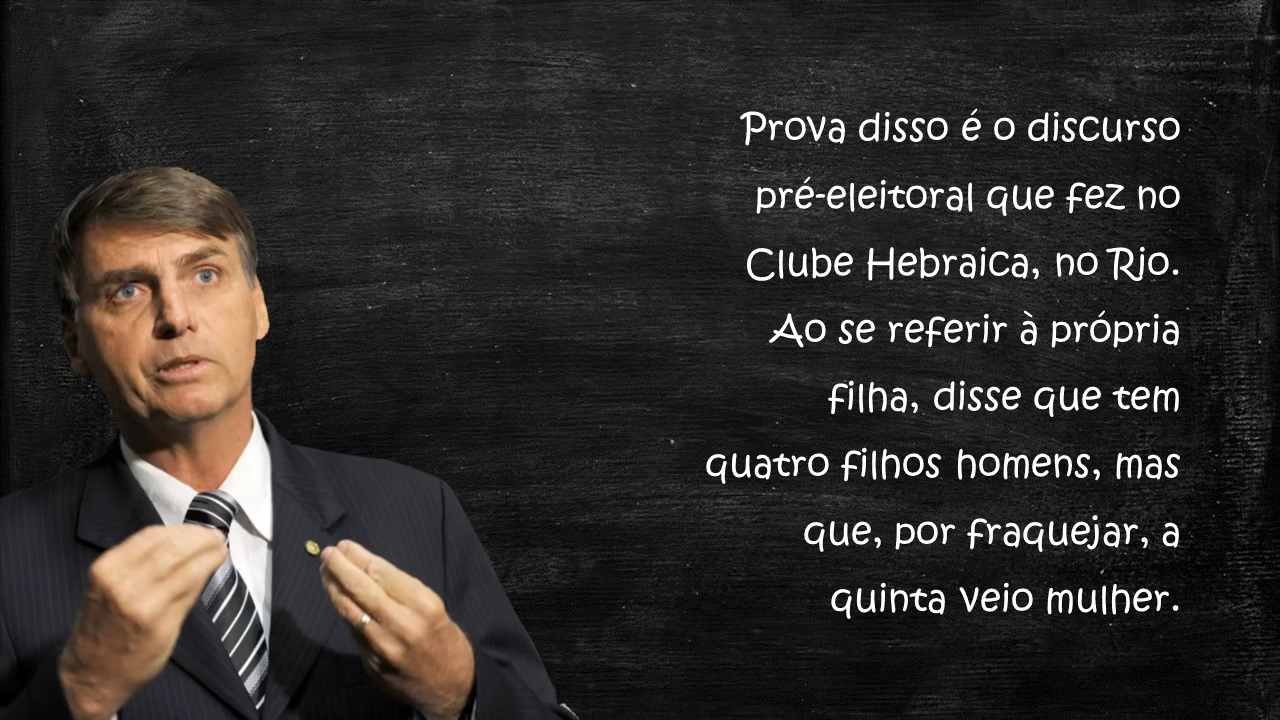 Prova disso é o discurso
pré-eleitoral que fez no
Clube Hebraica, no Rio.
Ao se referir à própria
filha, disse que tem
quatro filhos homens, mas
que, por fraquejar, a
quinta veio mulher.